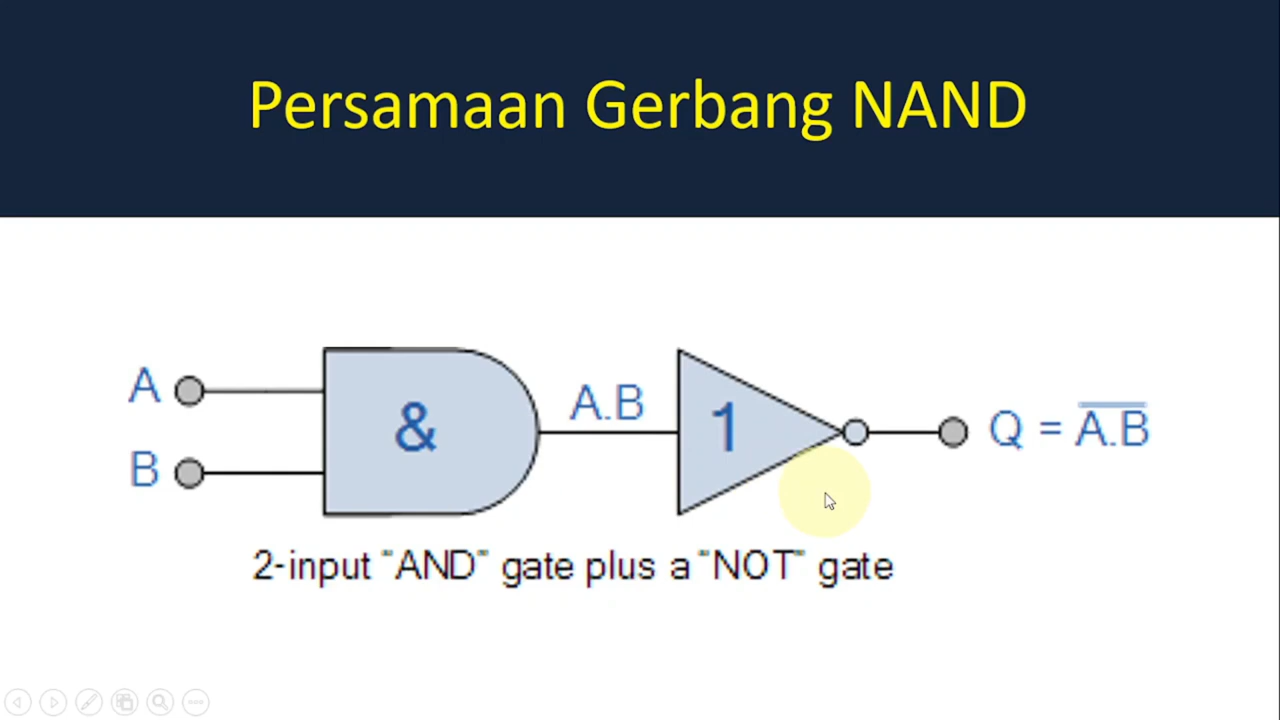 Persamaan Gerbang NAND
A
B
&
A.B
1
Q = A̅.̅B̅
2-input “AND” gate plus a “NOT” gate